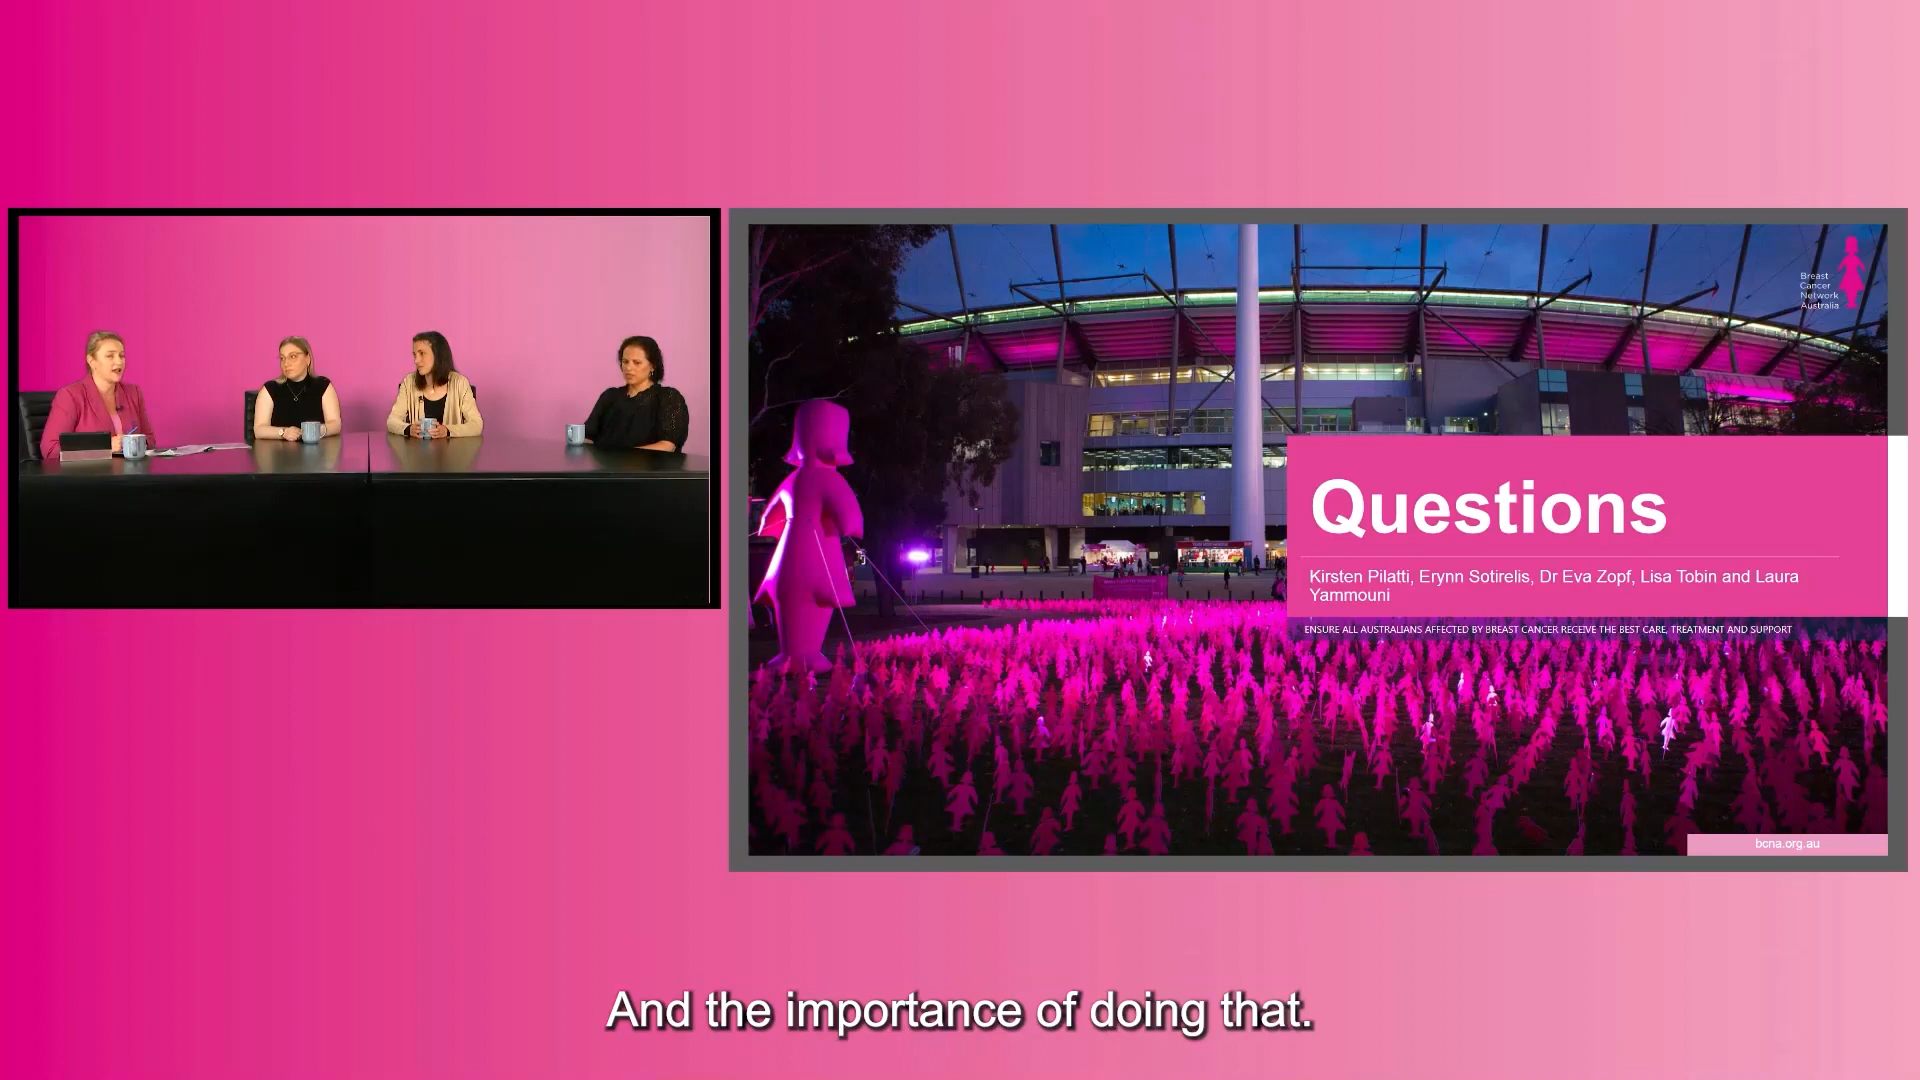 Breast
Cancer
Network
Australia
Questions
Kirsten Pilatti, Erynn Sotirelis, Dr Eva Zopf, Lisa Tobin and Laura
Yammouni
ENSURE ALL AUSTRALIANS AFFECTED BY BREAST CANCER RECEIVE THE BEST CARE, TREATMENT AND SUPPORT
bcna.org.au
And the importance of doing that.